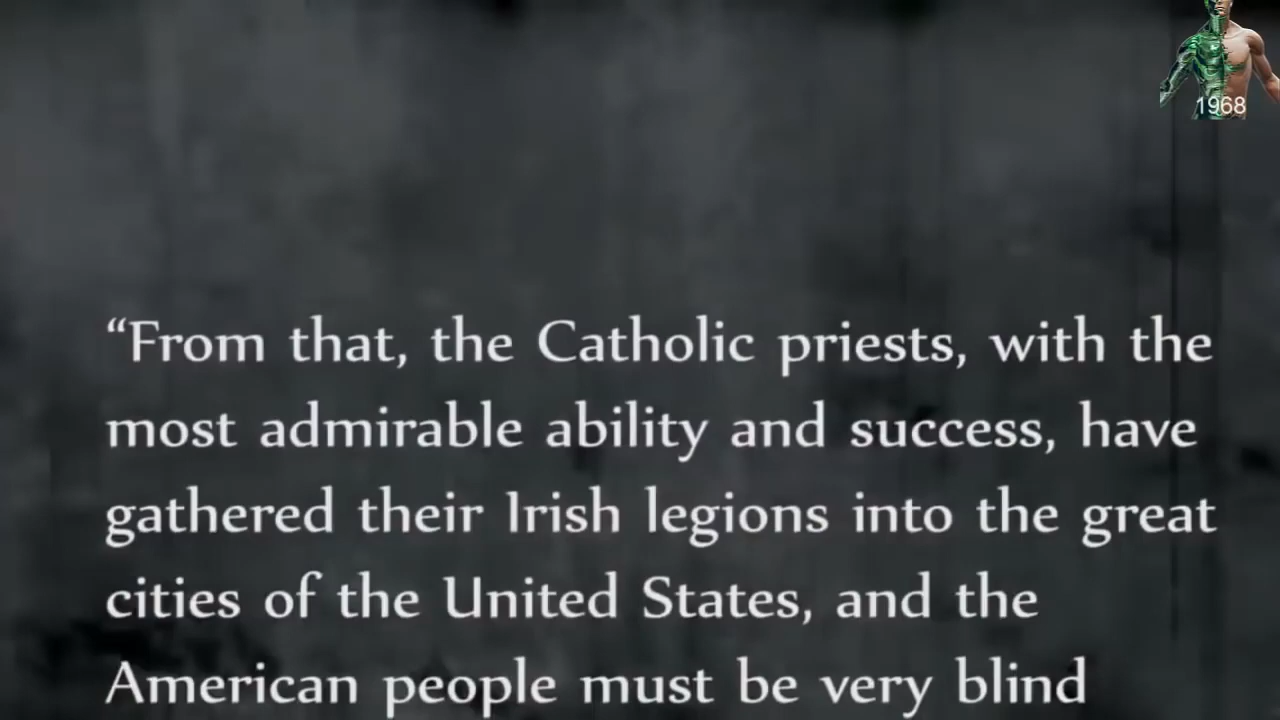 1968
“From that, the Catholic priests, with the
most admirable ability and success, have
gathered their Irish legions into the great
cities of the United States, and the
American people must be very blind